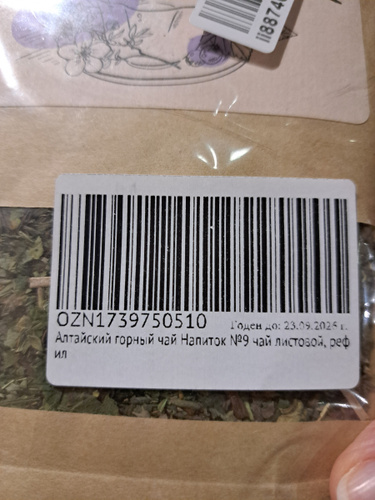 OZN1739750510
Годен до: 23.09.2026 г.
Алтайский горный чай Напиток №9 чай листовой, реф
ил